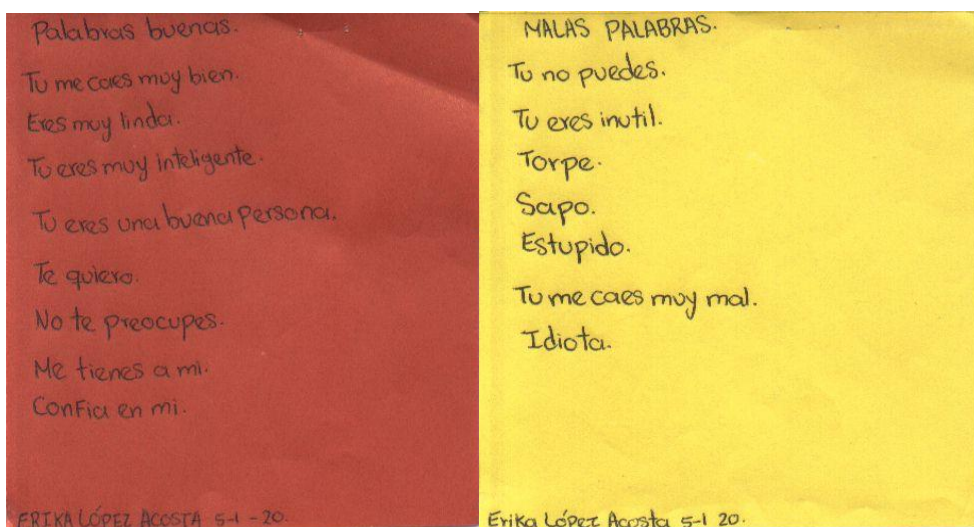 Palabras buenas.
Tu me caes muy bien.
Eres muy linda.
Tu eres muy inteligente.
Tu eres una buena persona.
Te quiero.
No te preocupes.
Me tienes a mi.
Confia en mi.
ERIKA LÓPEZ ACOSTA 5-1 - 20.
MALAS PALABRAS.
Tu no puedes.
Tu eres inutil.
Torpe.
Sapo.
Estupido.
Tu me caes muy mal.
Idiota.
Erika López Acosta 5-1 20.